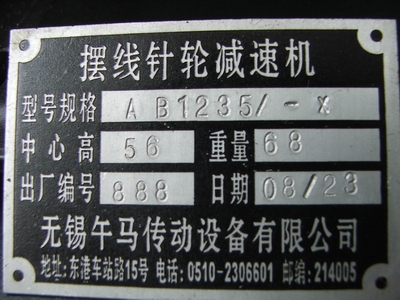 摆线针轮减速机
型号规格 AB1235/-X
中心高 56 重量 68
出厂编号 888 日期 08/23
无锡午马传动设备有限公司
地址:东港车站路15号 电话:0510-2306601 邮编:214005